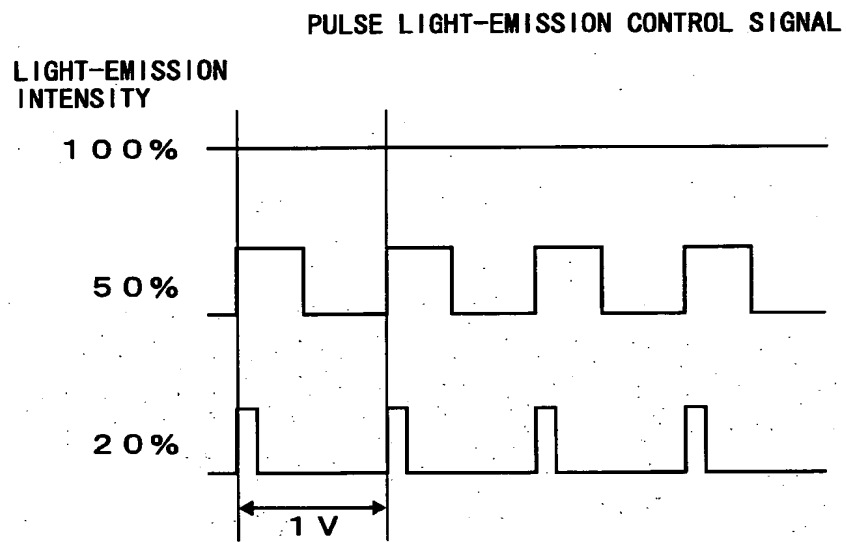 PULSE LIGHT-EMISSION CONTROL SIGNAL
LIGHT-EMISSION
INTENSITY
100%
50%
20%
1V